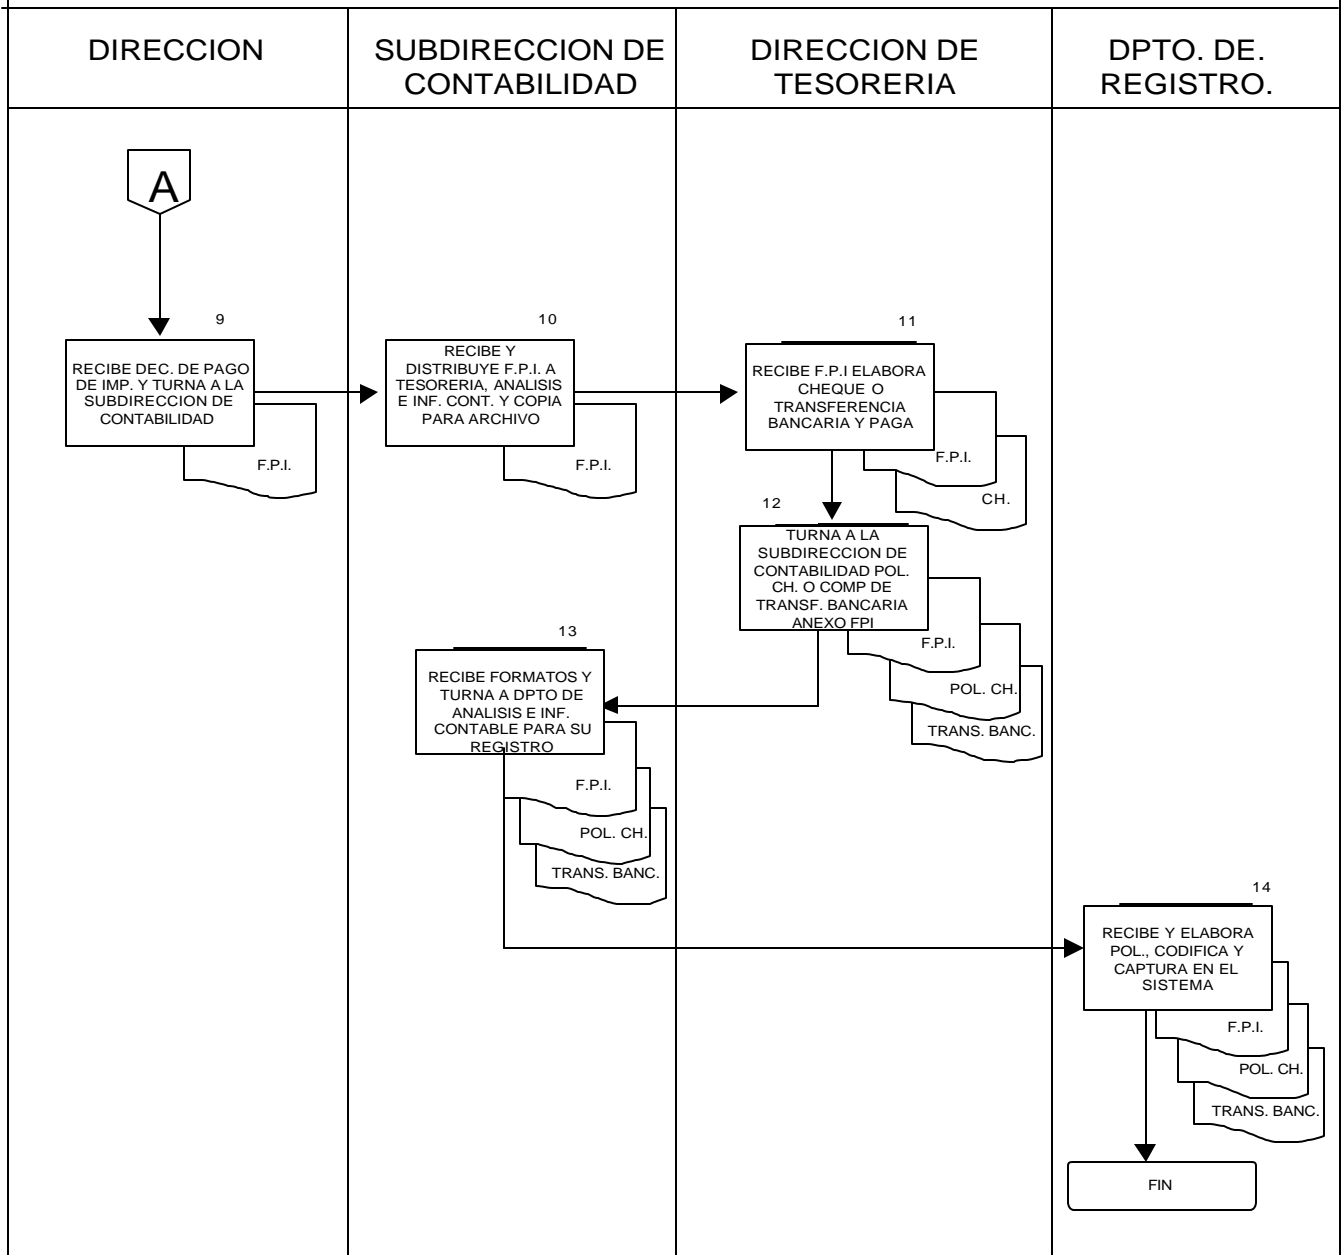 DIRECCION
SUBDIRECCION DE
CONTABILIDAD
DIRECCION DE
TESORERIA
DPTO. DE.
REGISTRO.
A
9
RECIBE DEC. DE PAGO
DE IMP. Y TURNA A LA
SUBDIRECCION DE
CONTABILIDAD
F.P.I.
10
RECIBE Y
DISTRIBUYE F.P.I. A
TESORERIA, ANALISIS
E INF. CONT. Y COPIA
PARA ARCHIVO
F.P.I.
11
RECIBE F.P.I ELABORA
CHEQUE O
TRANSFERENCIA
BANCARIA Y PAGA
F.P.I.
CH.
12
TURNA A LA
SUBDIRECCION DE
CONTABILIDAD POL.
CH. O COMP DE
TRANSF. BANCARIA
ANEXO FPI
F.P.I.
POL. CH.
TRANS. BANC.
13
RECIBE FORMATOS Y
TURNA A DPTO DE
ANALISIS E INF.
CONTABLE PARA SU
REGISTRO
F.P.I.
POL. CH.
TRANS. BANC.
14
RECIBE Y ELABORA
POL., CODIFICA Y
CAPTURA EN EL
SISTEMA
F.P.I.
POL. CH.
TRANS. BANC.
FIN